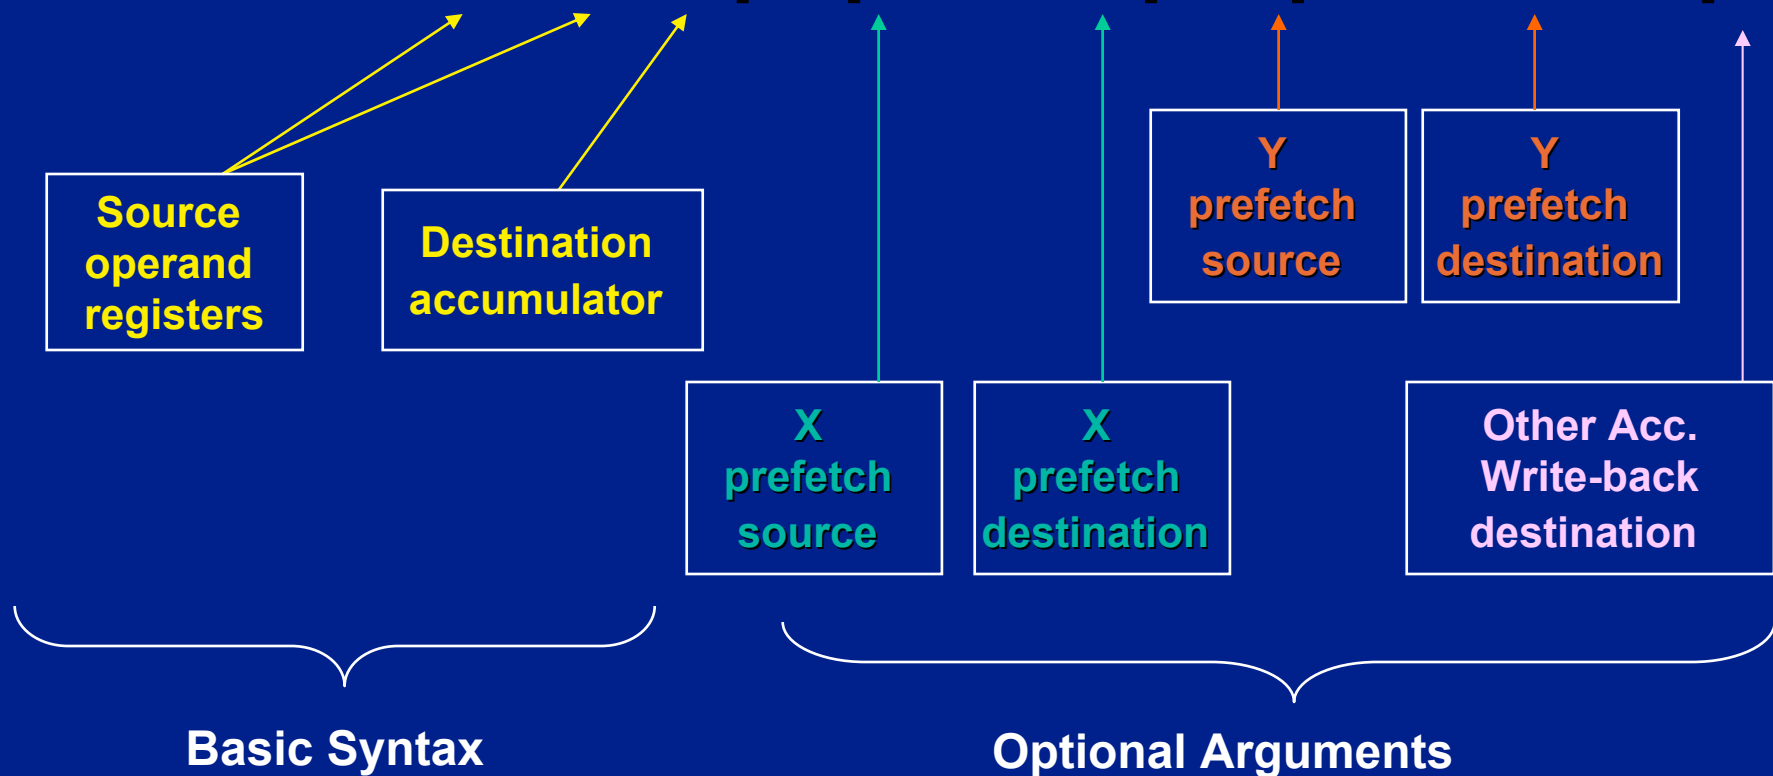 Source
operand
registers
Destination
accumulator
X
prefetch
source
X
prefetch
destination
Y
prefetch
source
Y
prefetch
destination
Other Acc.
Write-back
destination
Basic Syntax
Optional Arguments